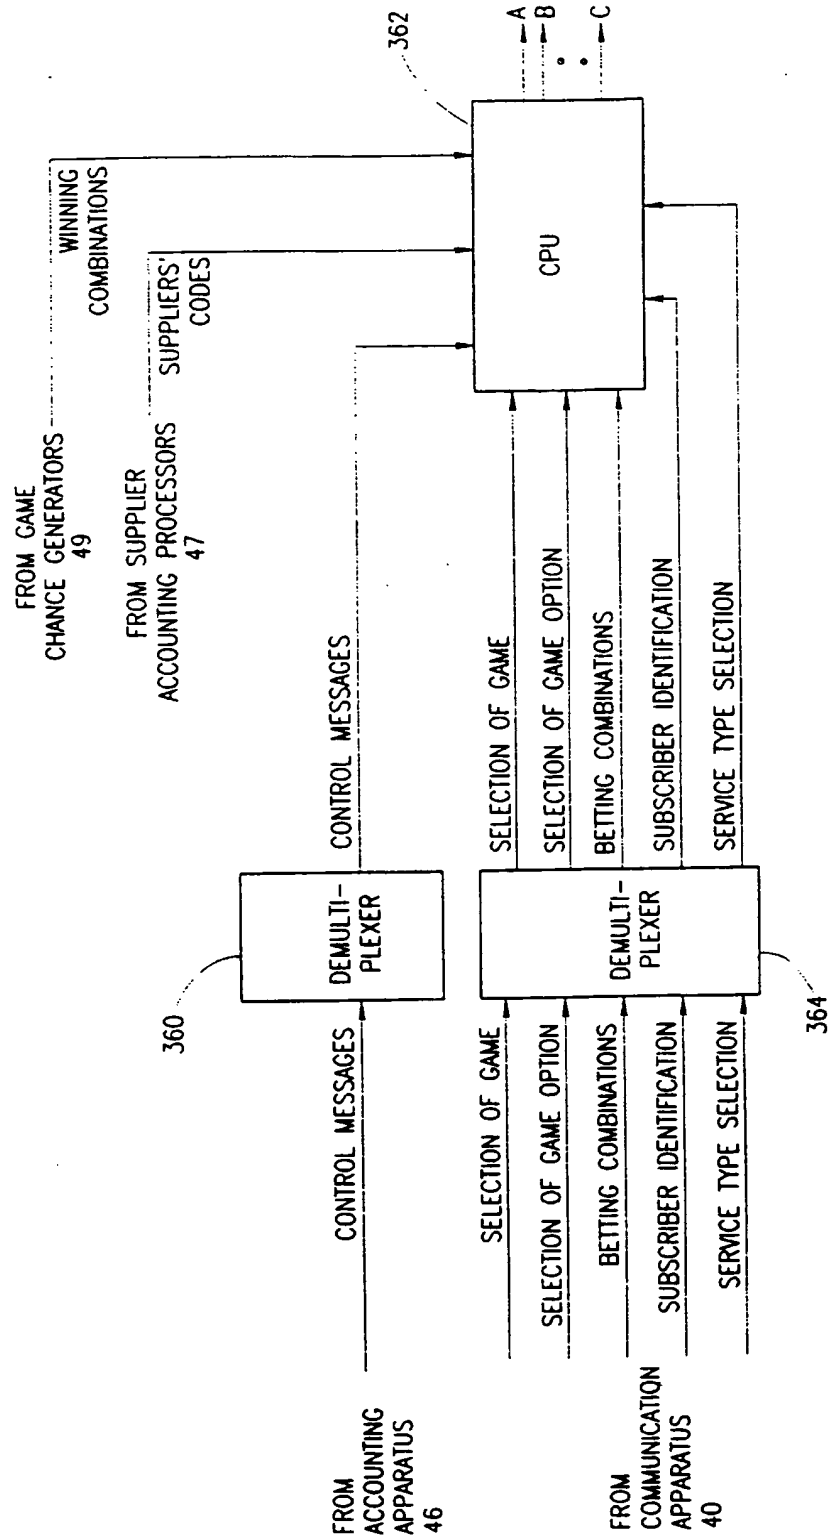 FROM GAME
CHANCE GENERATORS
49
WINNING
COMBINATIONS
FROM SUPPLIER
ACCOUNTING PROCESSORS
47
SUPPLIERS'
CODES
362
A
B
C
CPU
360
DEMULTI-
PLEXER
CONTROL MESSAGES
CONTROL MESSAGES
FROM
ACCOUNTING
APPARATUS
46
SELECTION OF GAME
SELECTION OF GAME OPTION
BETTING COMBINATIONS
SUBSCRIBER IDENTIFICATION
SERVICE TYPE SELECTION
DEMULTI-
PLEXER
364
SELECTION OF GAME
SELECTION OF GAME OPTION
BETTING COMBINATIONS
SUBSCRIBER IDENTIFICATION
SERVICE TYPE SELECTION
FROM
COMMUNICATION
APPARATUS
40